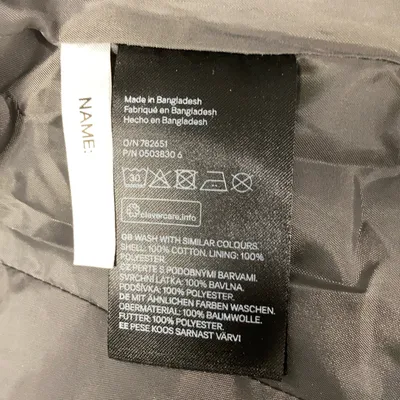 NAME:
Made in Bangladesh
Fabriqué en Bangladesh
Hecho en Bangladesh
O/N 782651
P/N 0503830 6
30
clevercare.info
GB WASH WITH SIMILAR COLOURS.
SHELL: 100% COTTON. LINING: 100%
POLYESTER.
CZ PERTE S PODOBNÝMI BARVAMI.
SVRCHNÍ LÁTKA: 100% BAVLNA.
PODŠÍVKA: 100% POLYESTER.
DE MIT ÄHNLICHEN FARBEN WASCHEN.
OBERMATERIAL: 100% BAUMWOLLE.
FUTTER: 100% POLYESTER.
EE PESE KOOS SARNAST VÄRVI